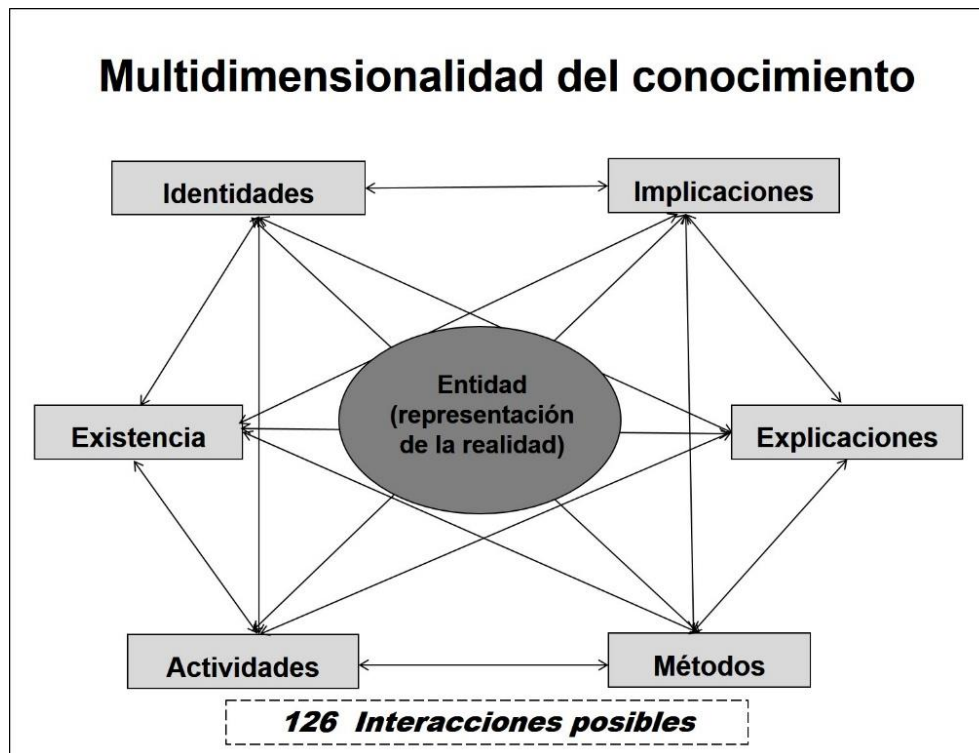 Multidimensionalidad del conocimiento
Identidades
Implicaciones
Entidad
(representación
de la realidad)
Existencia
Explicaciones
Actividades
Métodos
126 Interacciones posibles